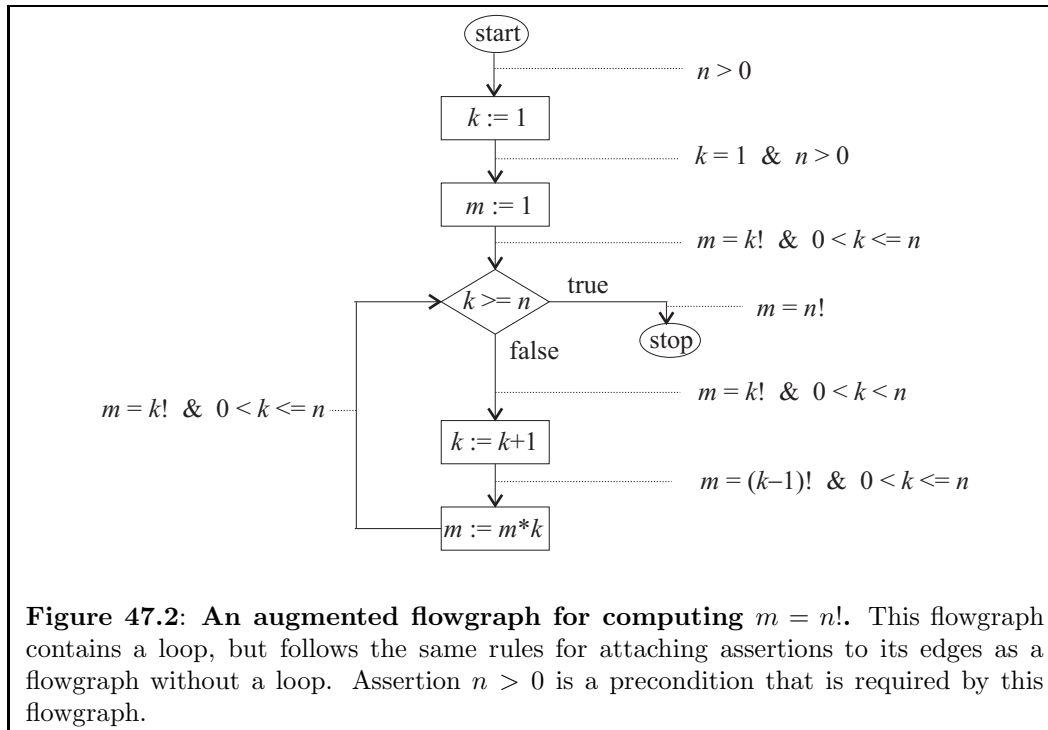 start
n > 0
k := 1
k = 1 & n > 0
m := 1
m = k! & 0 < k <= n
k >= n
true
m = n!
stop
false
m = k! & 0 < k < n
m = k! & 0 < k <= n
k := k+1
m = (k–1)! & 0 < k <= n
m := m*k
Figure 47.2: An augmented flowgraph for computing m = n!. This flowgraph
contains a loop, but follows the same rules for attaching assertions to its edges as a
flowgraph without a loop. Assertion n > 0 is a precondition that is required by this
flowgraph.